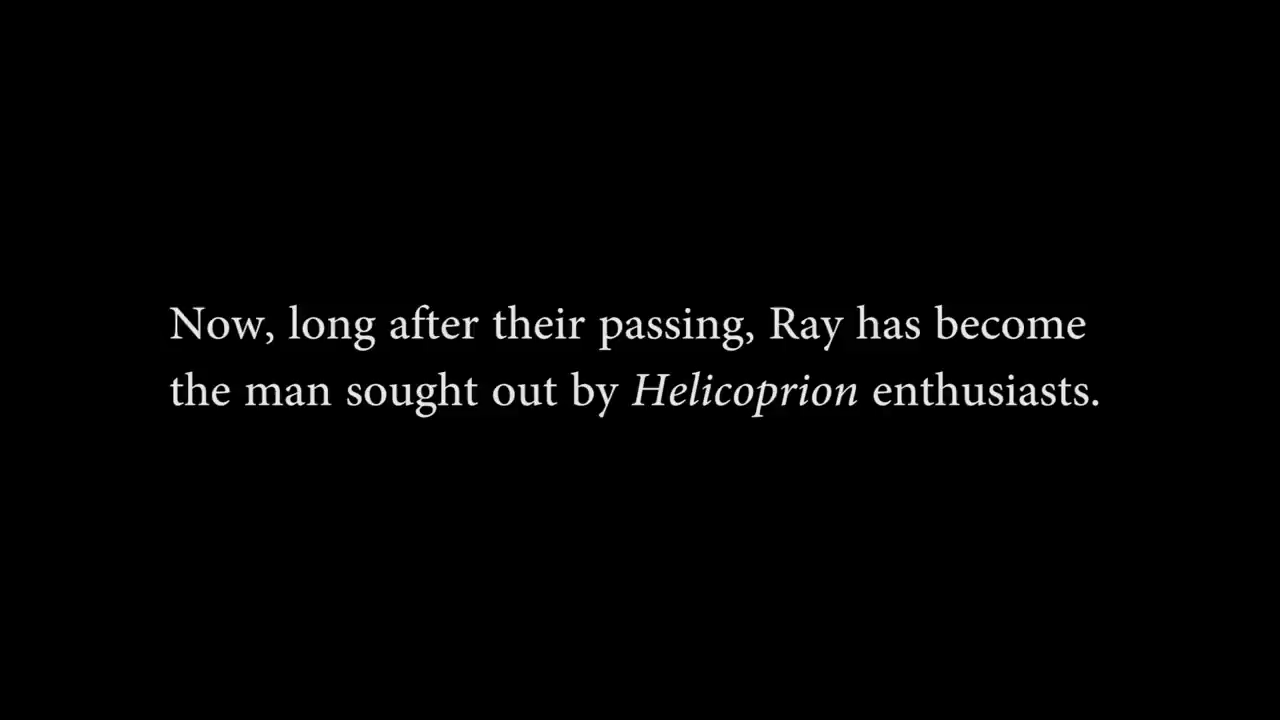 Now, long after their passing, Ray has become
the man sought out by Helicoprion enthusiasts.